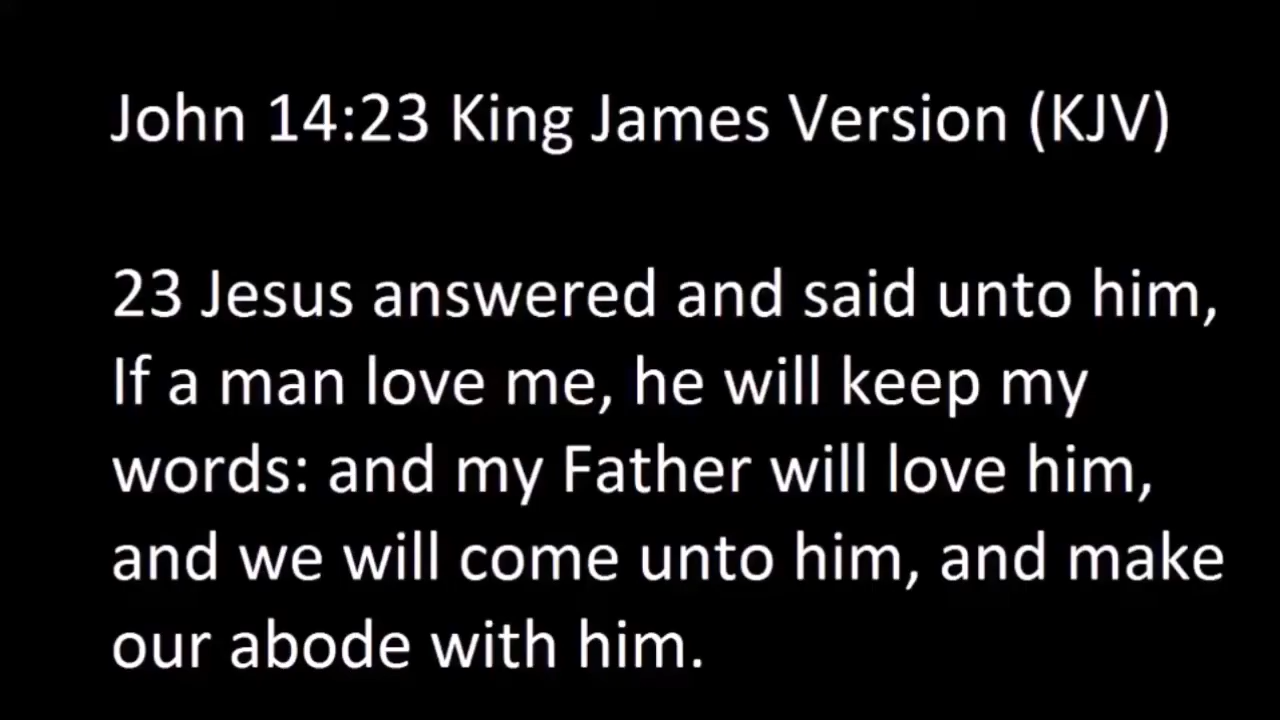 John 14:23 King James Version (KJV)
23 Jesus answered and said unto him,
If a man love me, he will keep my
words: and my Father will love him,
and we will come unto him, and make
our abode with him.